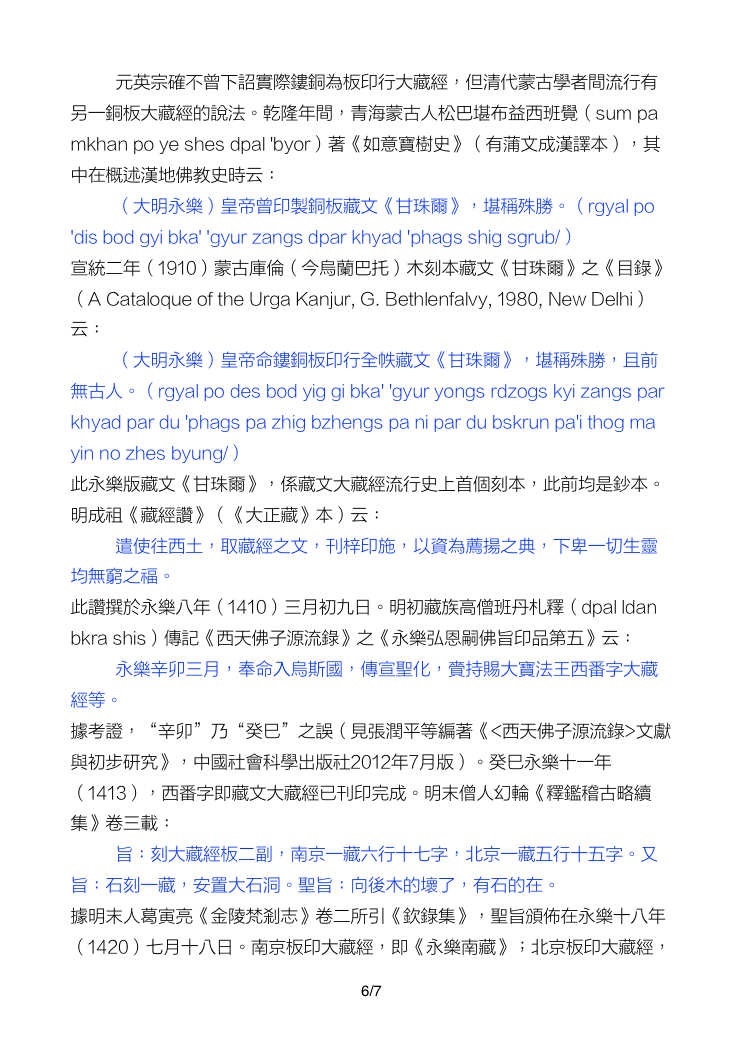 元英宗確不曾下詔實際鏤銅為板印行大藏經，但清代蒙古學者間流行有
另一銅板大藏經的說法。乾隆年間，青海蒙古人松巴堪布益西班覺（sum pa
mkhan po ye shes dpal 'byor）著《如意寶樹史》（有蒲文成漢譯本），其
中在概述漢地佛教史時云：
（大明永樂）皇帝曾印製銅板藏文《甘珠爾》，堪稱殊勝。（rgyal po
'dis bod gyi bka' 'gyur zangs dpar khyad 'phags shig sgrub/）
宣統二年（1910）蒙古庫倫（今烏蘭巴托）木刻本藏文《甘珠爾》之《目錄》
（A Cataloque of the Urga Kanjur, G. Bethlenfalvy, 1980, New Delhi）
云：
（大明永樂）皇帝命鏤銅板印行全帙藏文《甘珠爾》，堪稱殊勝，且前
無古人。（rgyal po des bod yig gi bka' 'gyur yongs rdzogs kyi zangs par
khyad par du 'phags pa zhig bzhengs pa ni par du bskrun pa'i thog ma
yin no zhes byung/）
此永樂版藏文《甘珠爾》，係藏文大藏經流行史上首個刻本，此前均是鈔本。
明成祖《藏經讚》（《大正藏》本）云：
遣使往西土，取藏經之文，刊梓印施，以資為薦揚之典，下卑一切生靈
均無窮之福。
此讚撰於永樂八年（1410）三月初九日。明初藏族高僧班丹札釋（dpal ldan
bkra shis）傳記《西天佛子源流錄》之《永樂弘恩嗣佛旨印品第五》云：
永樂辛卯三月，奉命入烏斯國，傳宣聖化，賫持賜大寶法王西番字大藏
經等。
據考證，“辛卯”乃“癸巳”之誤（見張潤平等編著《<西天佛子源流錄>文獻
與初步研究》，中國社會科學出版社2012年7月版）。癸巳永樂十一年
（1413），西番字即藏文大藏經已刊印完成。明末僧人幻輪《釋鑑稽古略續
集》卷三載：
旨：刻大藏經板二副，南京一藏六行十七字，北京一藏五行十五字。又
旨：石刻一藏，安置大石洞。聖旨：向後木的壞了，有石的在。
據明末人葛寅亮《金陵梵剎志》卷二所引《欽錄集》，聖旨頒佈在永樂十八年
（1420）七月十八日。南京板印大藏經，即《永樂南藏》；北京板印大藏經，
6/7